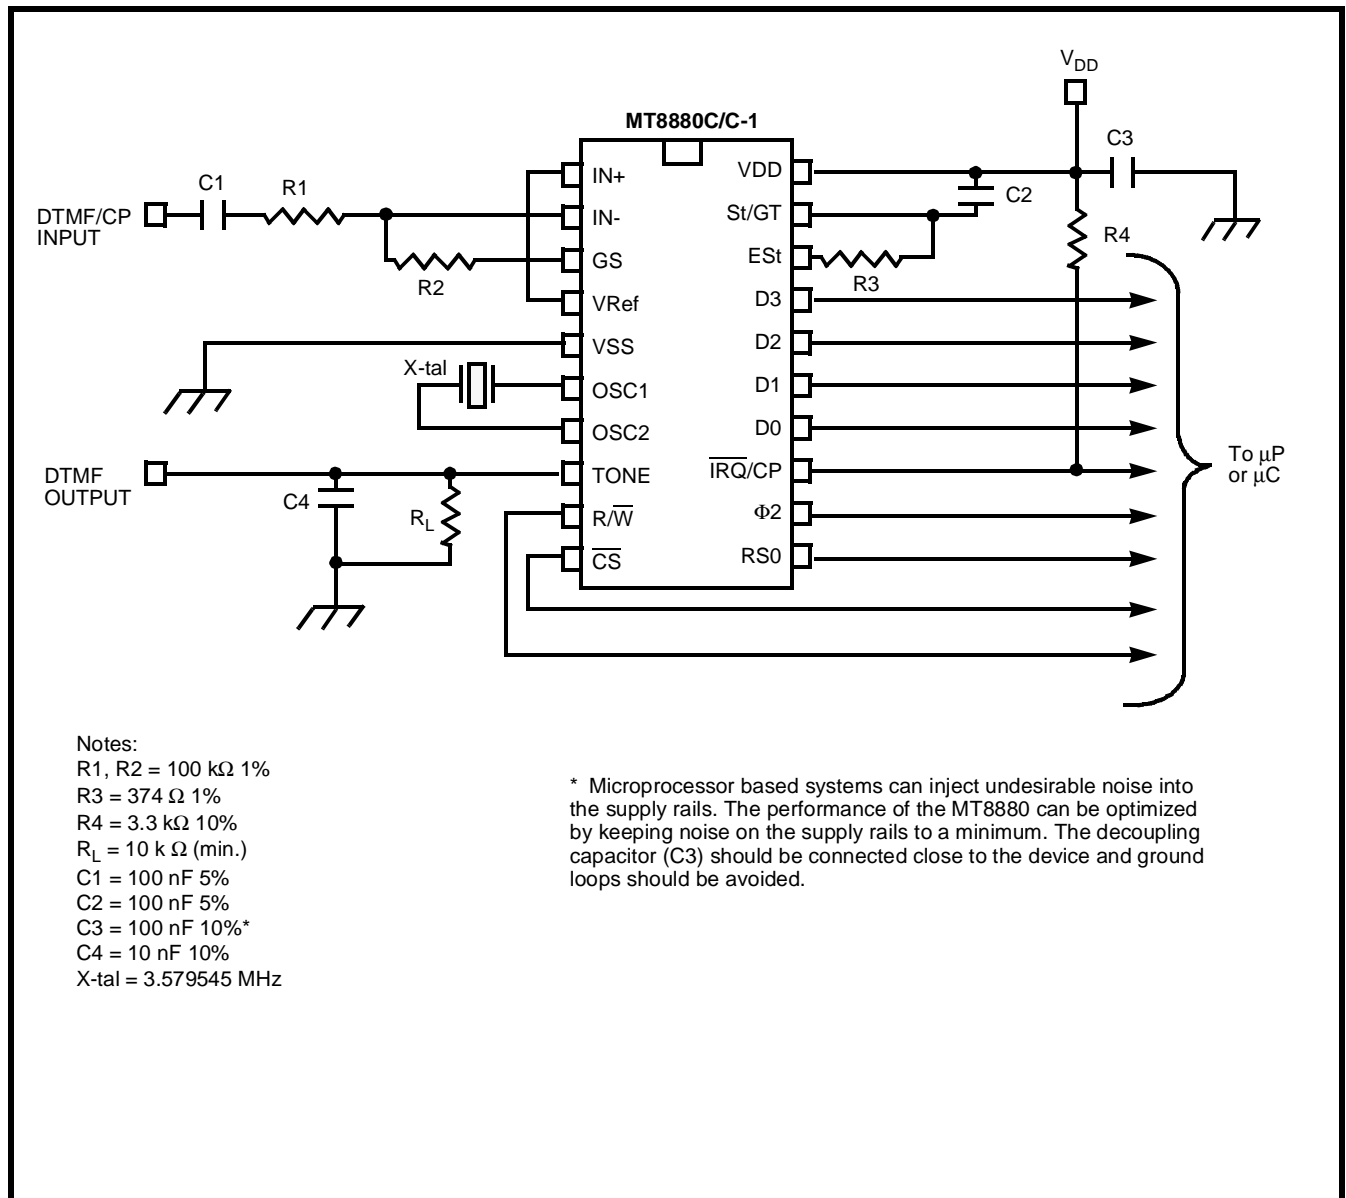 V_DD
MT8880C/C-1
C3
C1
R1
DTMF/CP
INPUT
R2
IN+
IN-
GS
VRef
VSS
X-tal
OSC1
OSC2
DTMF
OUTPUT
TONE
C4
R_L
R/W̅
C̅S̅
VDD
St/GT
ESt
D3
D2
D1
D0
I̅R̅Q̅/CP
Φ2
RS0
C2
R4
R3
To μP
or μC
Notes:
R1, R2 = 100 kΩ 1%
R3 = 374 Ω 1%
R4 = 3.3 kΩ 10%
R_L = 10 k Ω (min.)
C1 = 100 nF 5%
C2 = 100 nF 5%
C3 = 100 nF 10%*
C4 = 10 nF 10%
X-tal = 3.579545 MHz
* Microprocessor based systems can inject undesirable noise into
the supply rails. The performance of the MT8880 can be optimized
by keeping noise on the supply rails to a minimum. The decoupling
capacitor (C3) should be connected close to the device and ground
loops should be avoided.